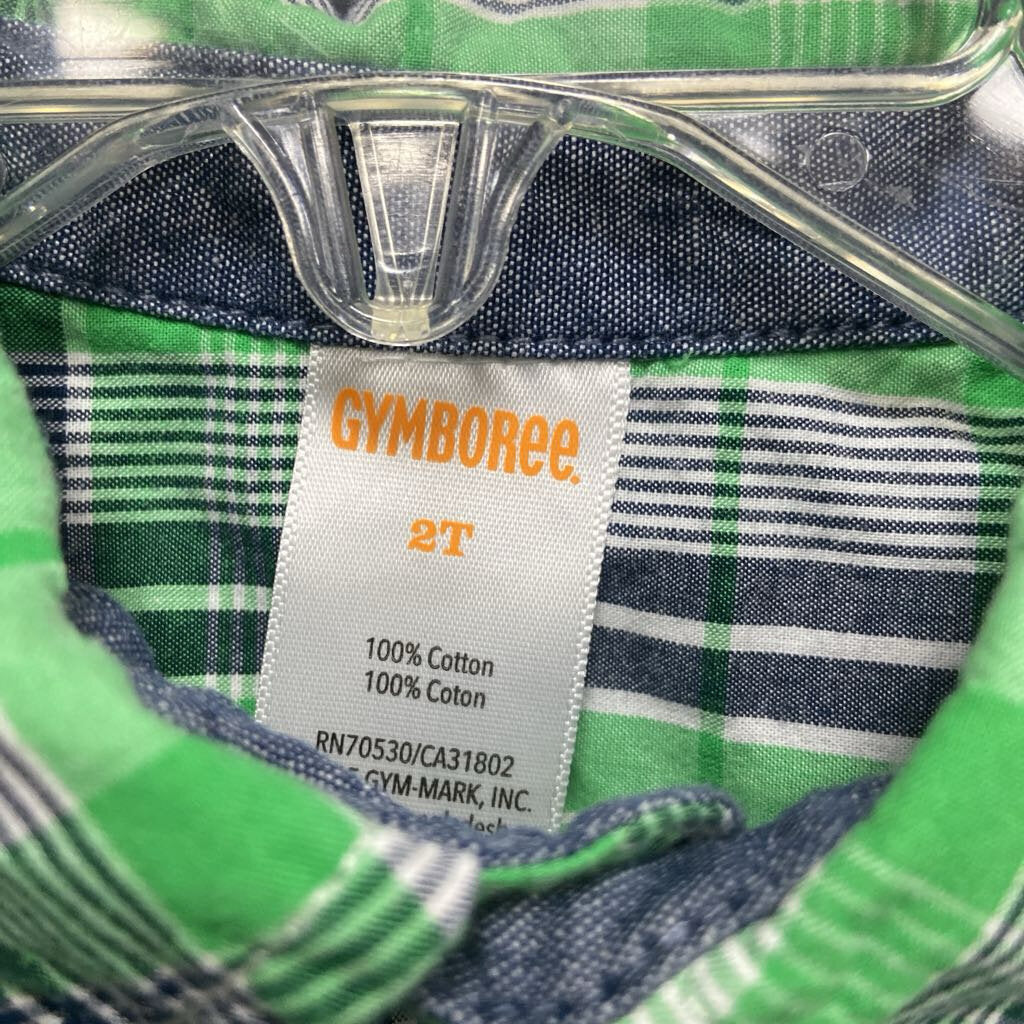 GYMBOREE.
2T
100% Cotton
100% Coton
RN70530/CA31802
GYM-MARK, INC.